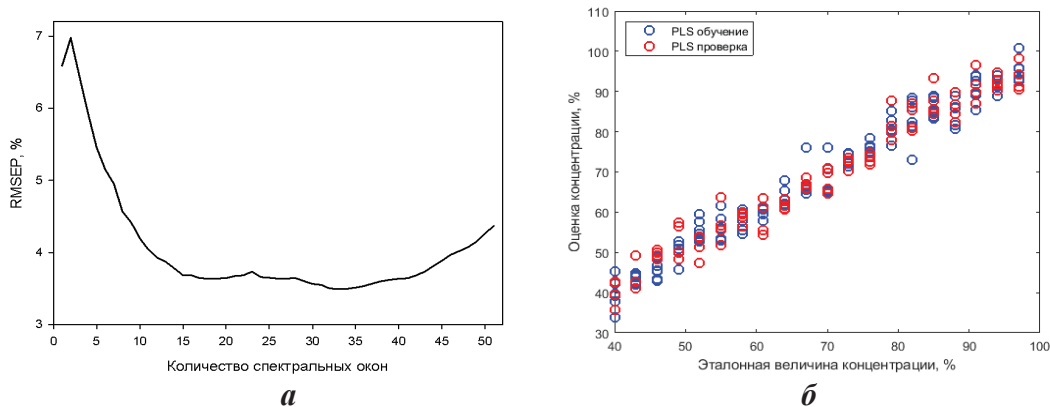 7
6
5
4
3
RMSEP, %
0 5 10 15 20 25 30 35 40 45 50
Количество спектральных окон
а
110
100
90
80
70
60
50
40
30
Оценка концентрации, %
PLS обучение
PLS проверка
40 50 60 70 80 90 100
Эталонная величина концентрации, %
б